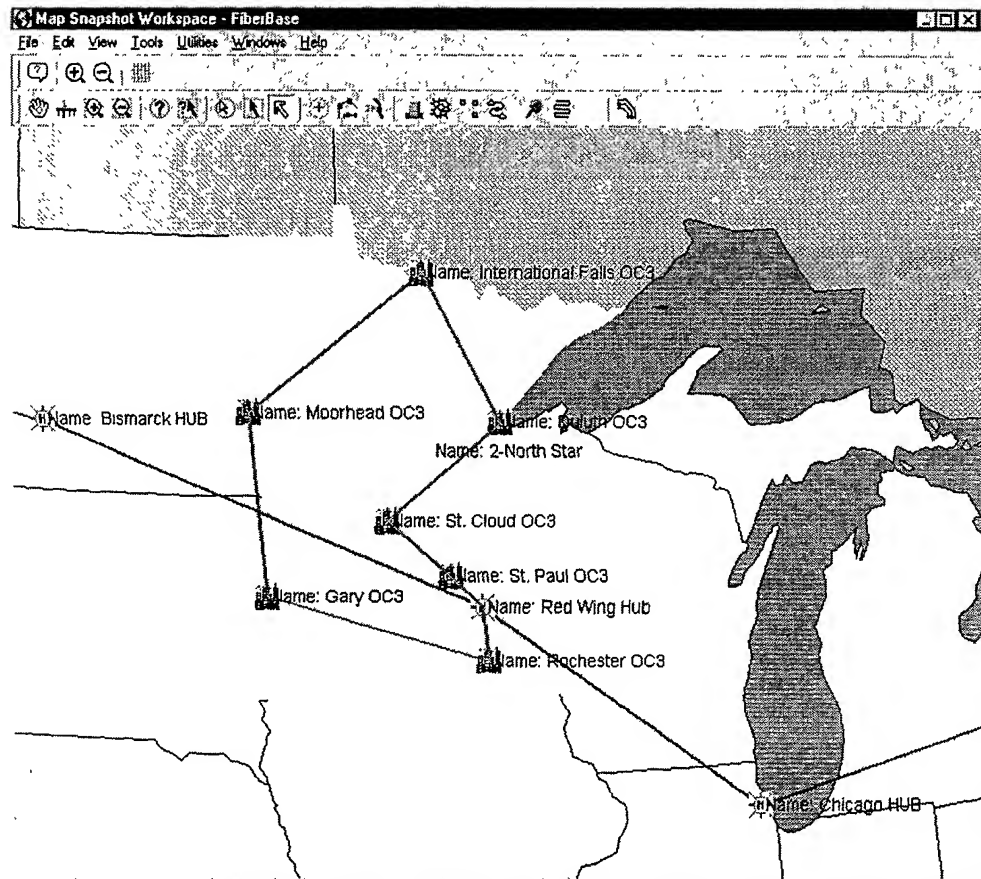 Map Snapshot Workspace - FiberBase
File Edit View Tools Utilities Windows Help
Name: International Falls OC3
Name: Moorhead OC3
Name Bismarck HUB
Name: Duluth OC3
Name: 2-North Star
Name: St. Cloud OC3
Name: St. Paul OC3
Name: Gary OC3
Name: Red Wing Hub
Name: Rochester OC3
Name: Chicago HUB